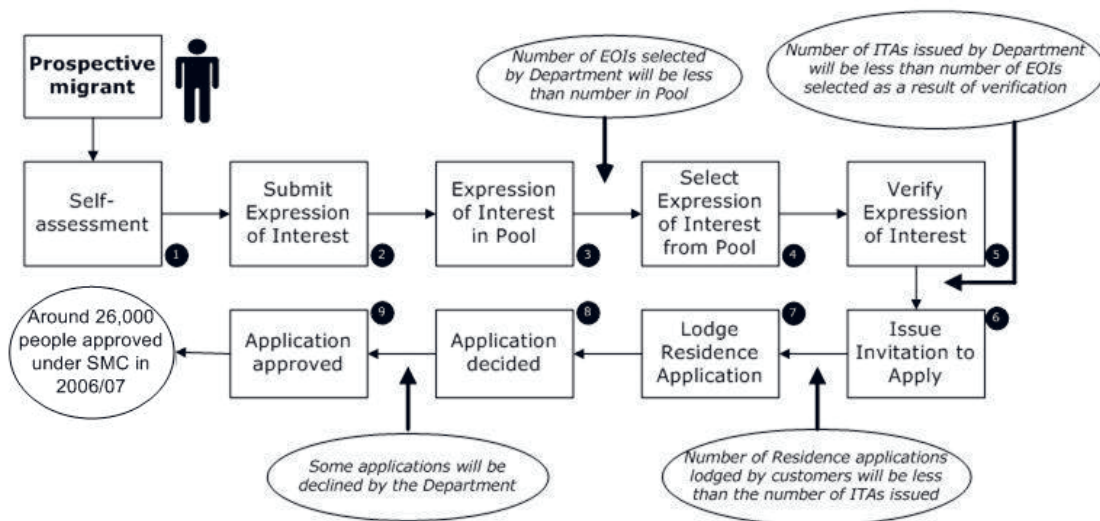 Prospective
migrant
Number of EOIs selected
by Department will be less
than number in Pool
Number of ITAs issued by Department
will be less than number of EOIs
selected as a result of verification
Self-
assessment
1
Submit
Expression
of Interest
2
Expression
of Interest
in Pool
3
Select
Expression
of Interest
from Pool
4
Verify
Expression
of Interest
5
Issue
Invitation to
Apply
6
Lodge
Residence
Application
7
Application
decided
8
Application
approved
9
Around 26,000
people approved
under SMC in
2006/07
Some applications will be
declined by the Department
Number of Residence applications
lodged by customers will be less
than the number of ITAs issued